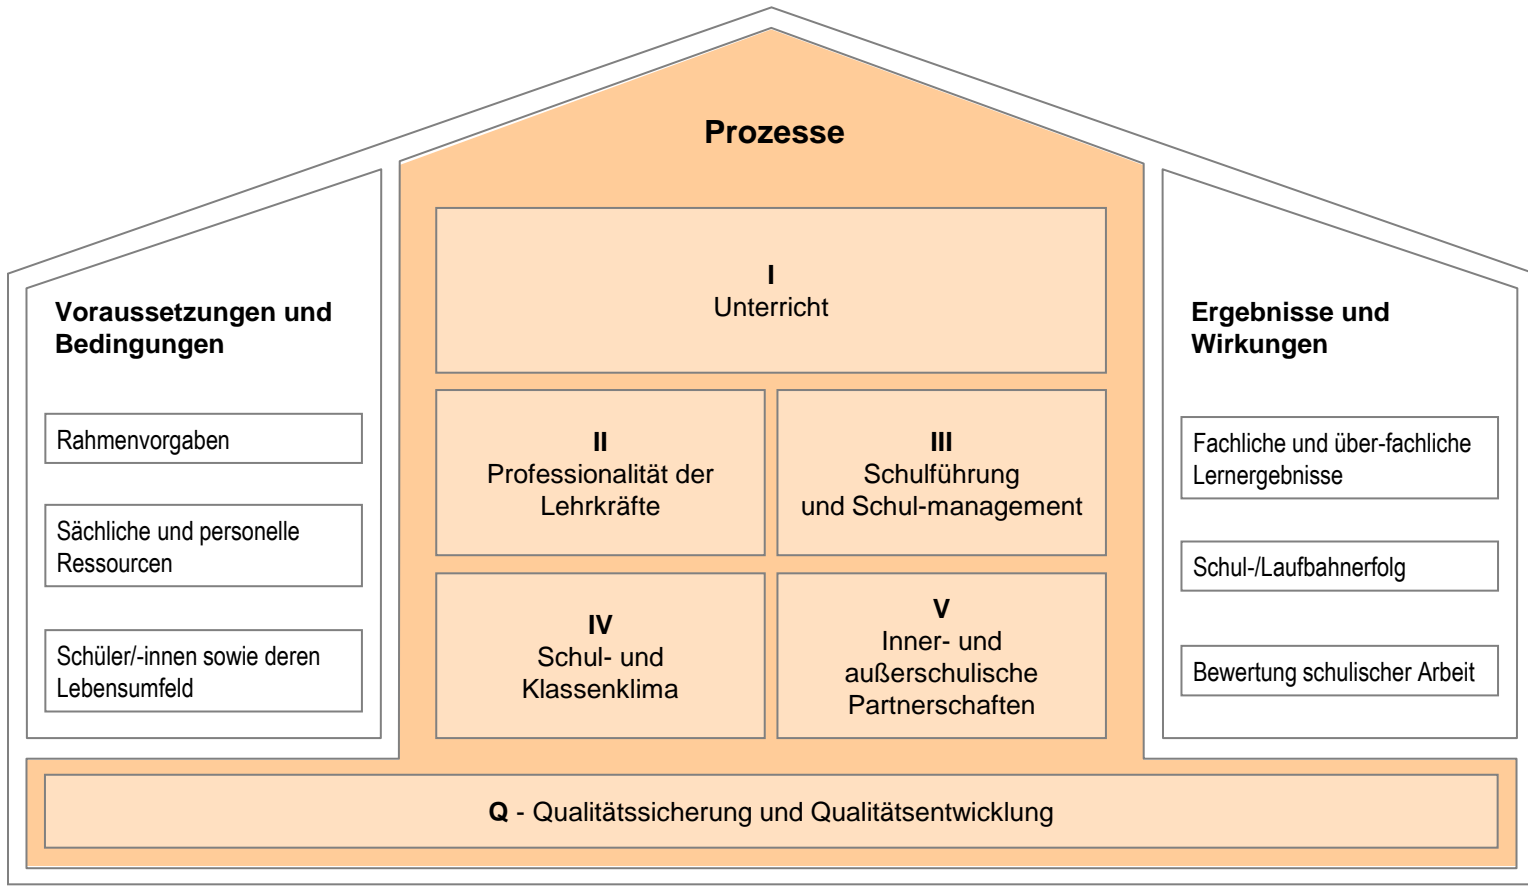 Prozesse
Voraussetzungen und
Bedingungen
Rahmenvorgaben
Sächliche und personelle
Ressourcen
Schüler/-innen sowie deren
Lebensumfeld
I
Unterricht
II
Professionalität der
Lehrkräfte
III
Schulführung
und Schul-management
IV
Schul- und
Klassenklima
V
Inner- und
außerschulische
Partnerschaften
Ergebnisse und
Wirkungen
Fachliche und über-fachliche
Lernergebnisse
Schul-/Laufbahnerfolg
Bewertung schulischer Arbeit
Q - Qualitätssicherung und Qualitätsentwicklung